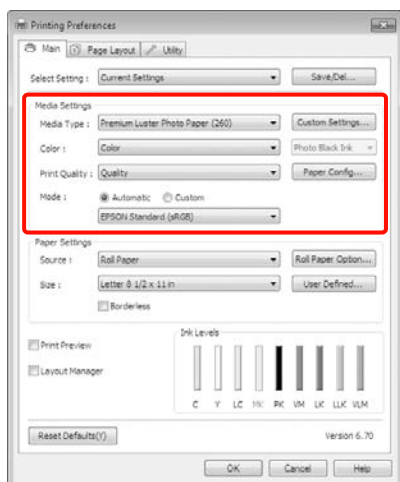 Printing Preferences
Main Page Layout Utility
Select Setting : Current Settings Save/Del...
Media Settings
Media Type : Premium Luster Photo Paper (260) Custom Settings...
Color : Color Photo Black Ink
Print Quality : Quality Paper Config...
Mode : Automatic Custom
EPSON Standard (sRGB)
Paper Settings
Source : Roll Paper Roll Paper Option...
Size : Letter 8 1/2 x 11 in User Defined...
Borderless
Ink Levels
Print Preview
Layout Manager
C Y LC MK PK VM LK LLK VLM
Reset Defaults(Y) Version 6.70
OK Cancel Help